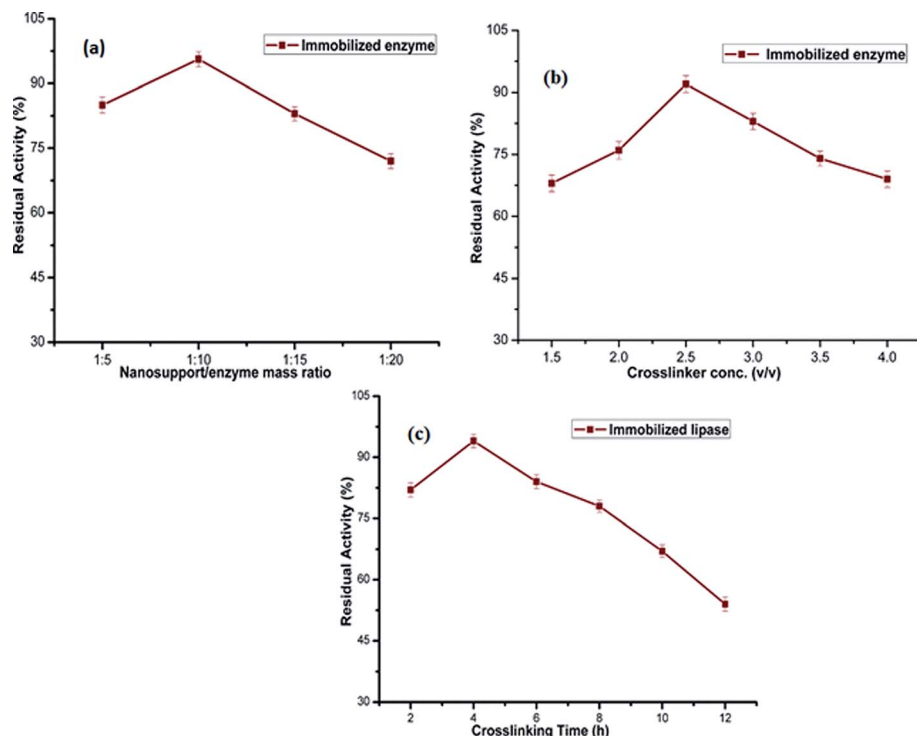 105
(a)
Immobilized enzyme
90
75
60
45
30
Residual Activity (%)
1:5 1:10 1:15 1:20
Nanosupport/enzyme mass ratio
105
Immobilized enzyme
(b)
90
75
60
45
30
Residual Activity (%)
1.5 2.0 2.5 3.0 3.5 4.0
Crosslinker conc. (v/v)
105
(c)
Immobilized lipase
90
75
60
45
30
Residual Activity (%)
2 4 6 8 10 12
Crosslinking Time (h)